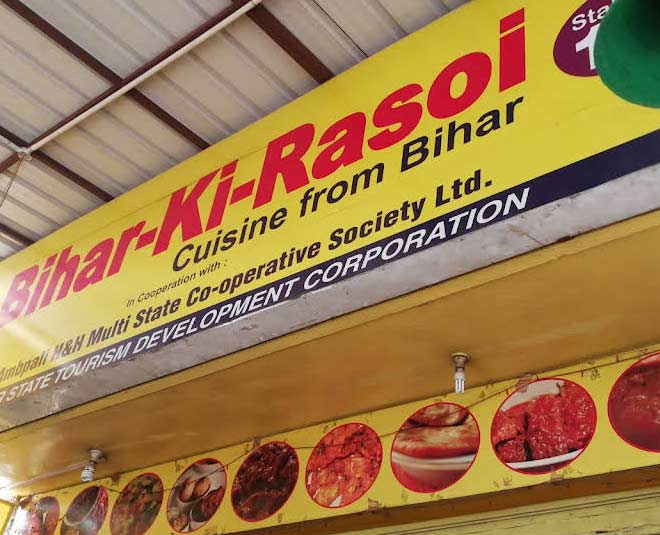 Bihar-Ki-Rasoi
Cuisine from Bihar
In Cooperation with :
Ambpali H&H Multi State Co-operative Society Ltd.
STATE TOURISM DEVELOPMENT CORPORATION